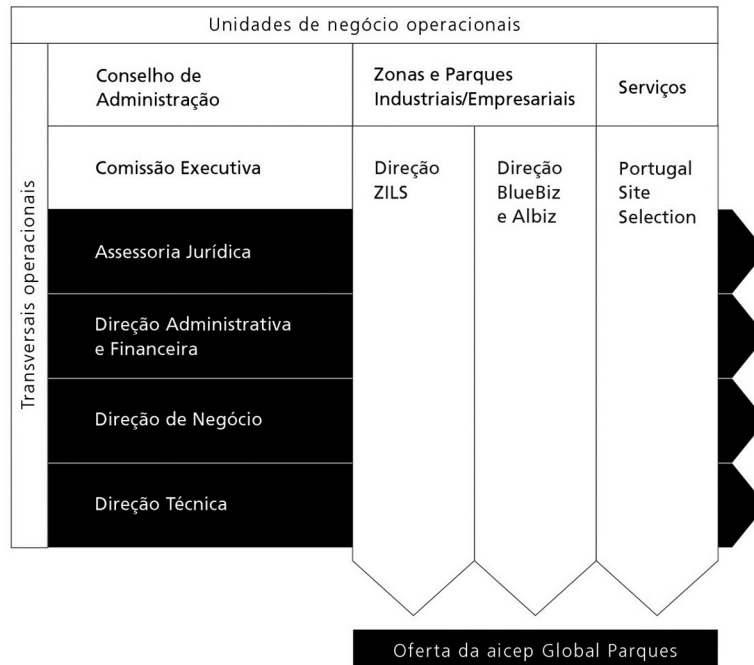 Unidades de negócio operacionais
Transversais operacionais
Conselho de
Administração
Zonas e Parques
Industriais/Empresariais
Serviços
Comissão Executiva
Direção
ZILS
Direção
BlueBiz
e Albiz
Portugal
Site
Selection
Assessoria Jurídica
Direção Administrativa
e Financeira
Direção de Negócio
Direção Técnica
Oferta da aicep Global Parques